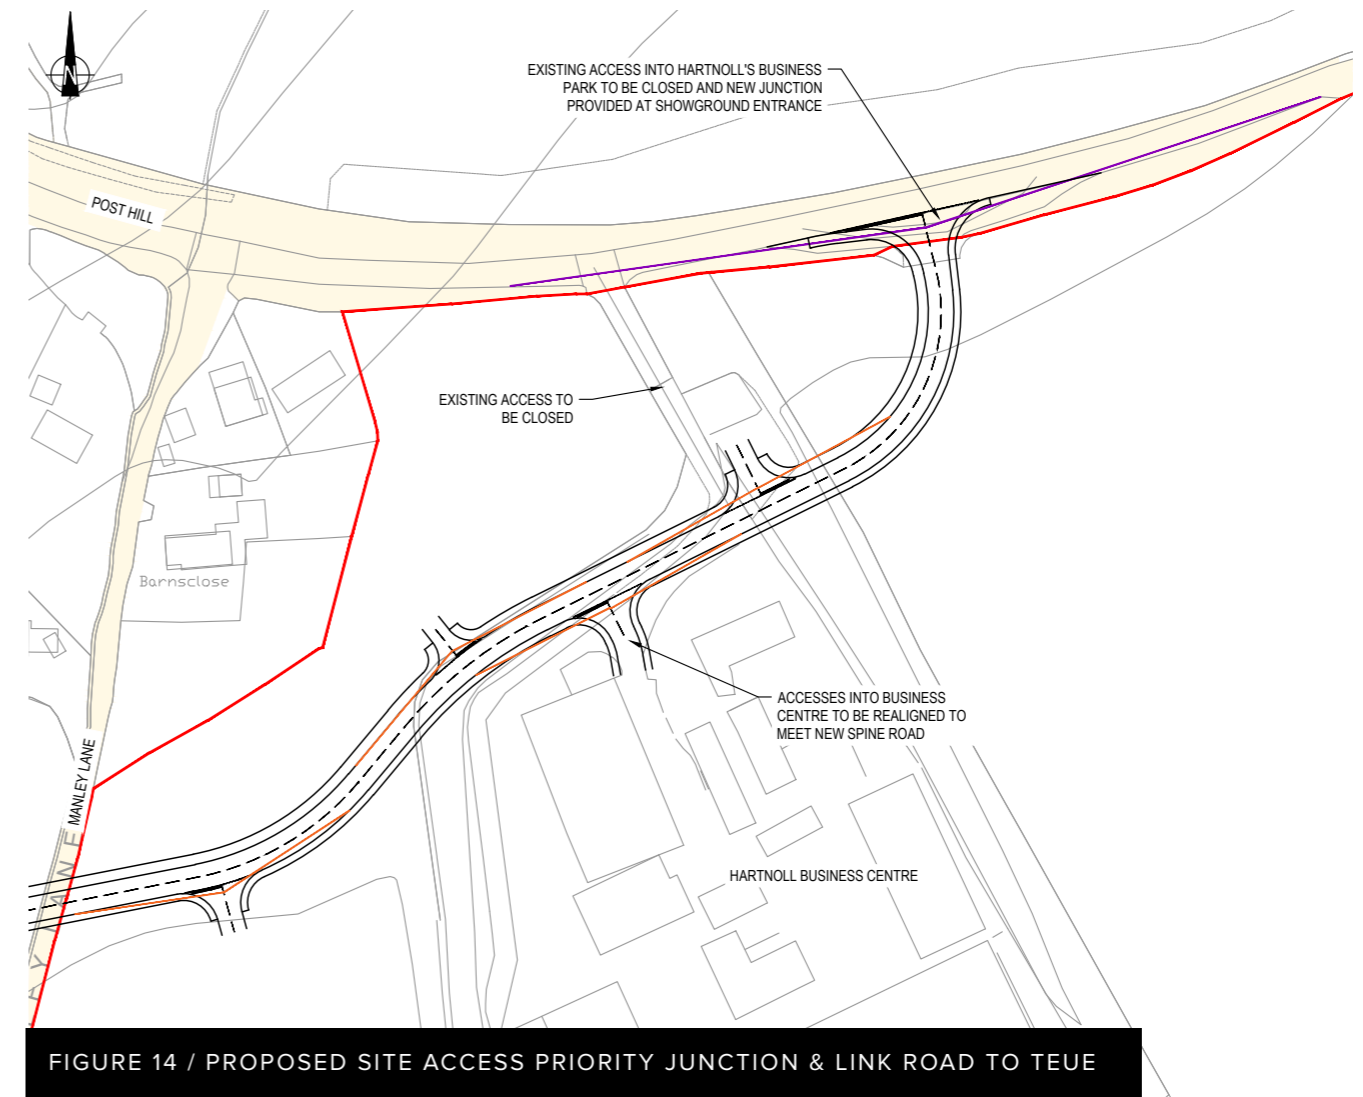 N
EXISTING ACCESS INTO HARTNOLL'S BUSINESS
PARK TO BE CLOSED AND NEW JUNCTION
PROVIDED AT SHOWGROUND ENTRANCE
POST HILL
EXISTING ACCESS TO
BE CLOSED
Barnsclose
ACCESSES INTO BUSINESS
CENTRE TO BE REALIGNED TO
MEET NEW SPINE ROAD
MANLEY LANE
HARTNOLL BUSINESS CENTRE
EY LANE
FIGURE 14 / PROPOSED SITE ACCESS PRIORITY JUNCTION & LINK ROAD TO TEUE